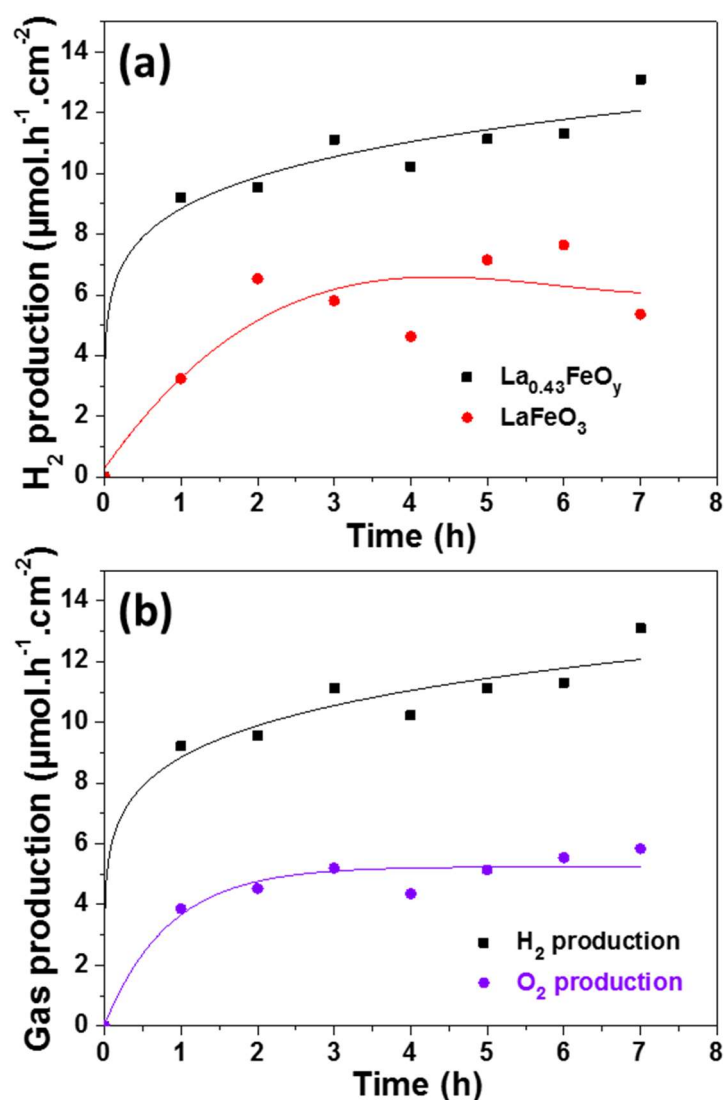 (a)
H₂ production (µmol.h⁻¹.cm⁻²)
14
12
10
8
6
4
2
0
La₀.₄₃FeOᵧ
LaFeO₃
0 1 2 3 4 5 6 7 8
Time (h)
(b)
Gas production (µmol.h⁻¹.cm⁻²)
14
12
10
8
6
4
2
0
H₂ production
O₂ production
0 1 2 3 4 5 6 7 8
Time (h)